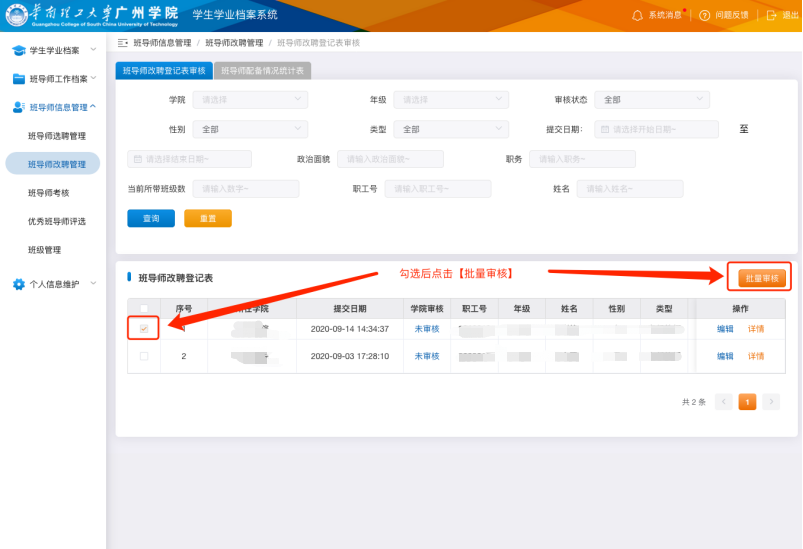 华南理工大学广州学院 学生学业档案系统 系统消息 问题反馈 退出
Guangzhou College of South China University of Technology
学生学业档案
班导师工作档案
班导师信息管理
班导师选聘管理
班导师改聘管理
班导师考核
优秀班导师评选
班级管理
个人信息维护
班导师信息管理 / 班导师改聘管理 / 班导师改聘登记表审核
班导师改聘登记表审核 班导师配备情况统计表
学院 请选择 年级 请选择 审核状态 全部
性别 全部 类型 全部 提交日期: 请选择开始日期~ 至
请选择结束日期~ 政治面貌 请输入政治面貌~ 职务 请输入职务~
当前所带班级数 请输入数字~ 职工号 请输入职工号~ 姓名 请输入姓名~
查询 重置
班导师改聘登记表 勾选后点击【批量审核】 批量审核
序号 所在学院 提交日期 学院审核 职工号 年级 姓名 性别 类型 操作
1 2020-09-14 14:34:37 未审核 编辑 详情
2 2020-09-03 17:28:10 未审核 编辑 详情
共 2 条 1